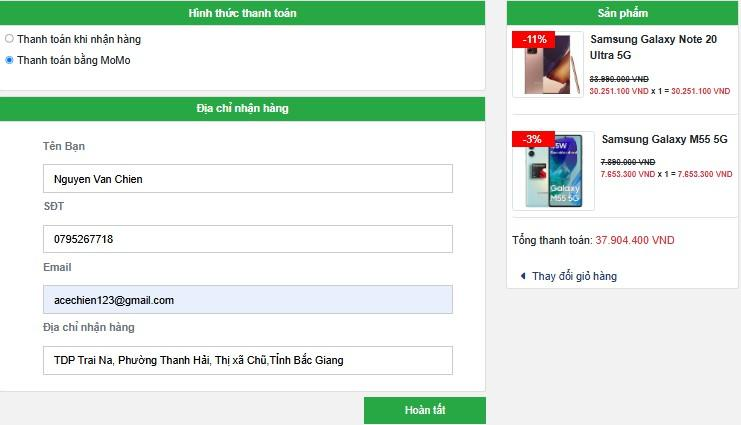 Hình thức thanh toán
Thanh toán khi nhận hàng
Thanh toán bằng MoMo
Địa chỉ nhận hàng
Tên Bạn
Nguyen Van Chien
SĐT
0795267718
Email
acechien123@gmail.com
Địa chỉ nhận hàng
TDP Trai Na, Phường Thanh Hải, Thị xã Chũ,Tỉnh Bắc Giang
Hoàn tất
Sản phẩm
-11%
Samsung Galaxy Note 20
Ultra 5G
33.990.000 VND
30.251.100 VND x 1 = 30.251.100 VND
-3%
Samsung Galaxy M55 5G
7.890.000 VND
7.653.300 VND x 1 = 7.653.300 VND
Galaxy
M55 5G
Tổng thanh toán: 37.904.400 VND
Thay đổi giỏ hàng